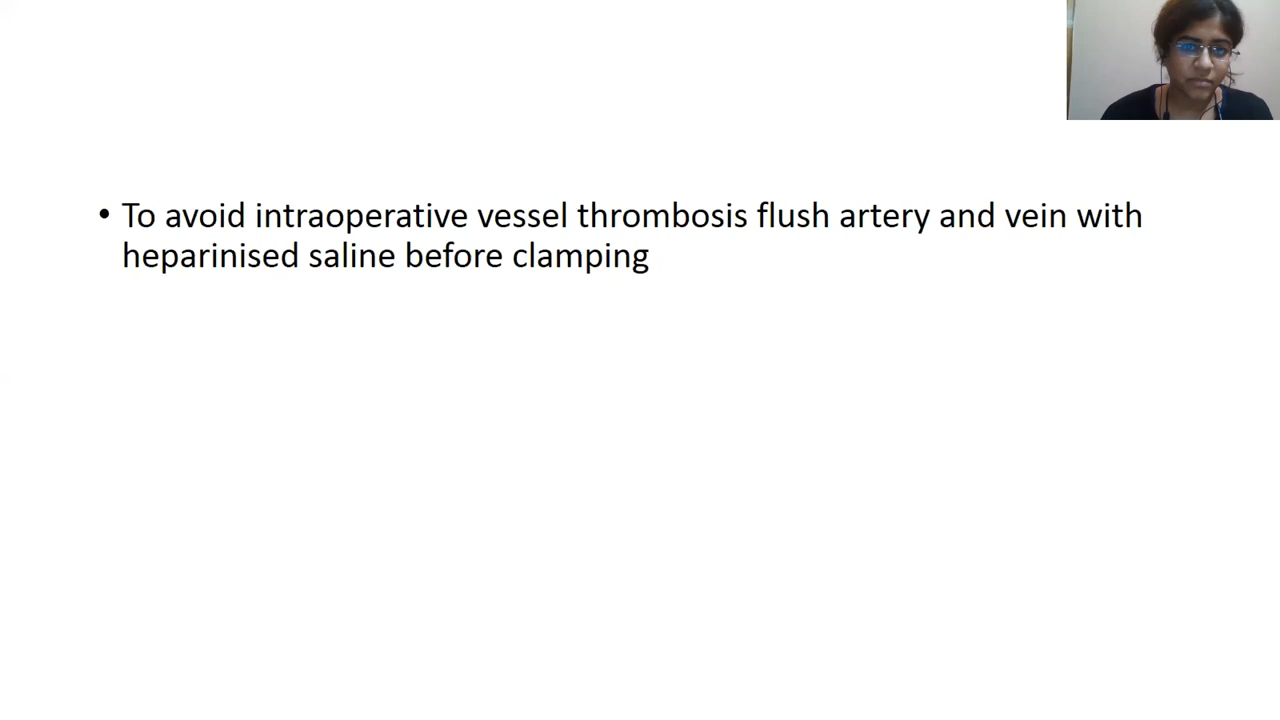 • To avoid intraoperative vessel thrombosis flush artery and vein with
heparinised saline before clamping